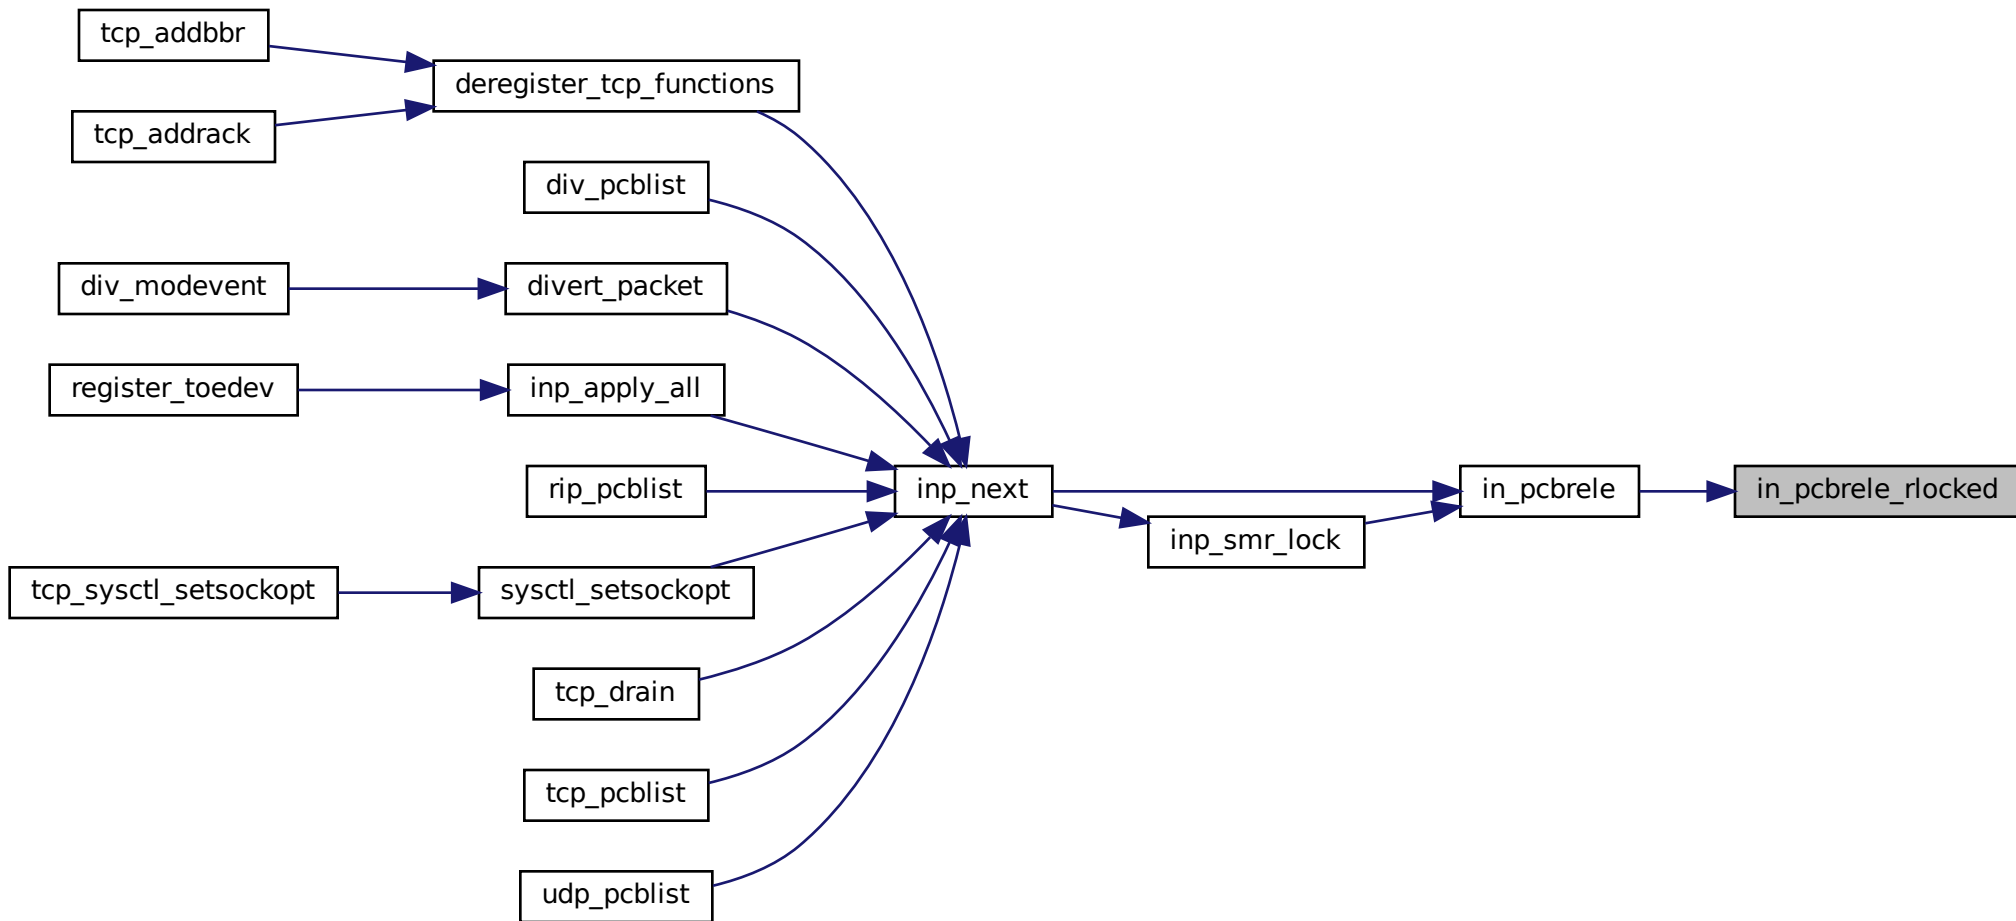 tcp_addbbr
deregister_tcp_functions
tcp_addrack
div_pcblist
div_modevent
divert_packet
register_toedev
inp_apply_all
rip_pcblist
inp_next
in_pcbrele
in_pcbrele_rlocked
inp_smr_lock
tcp_sysctl_setsockopt
sysctl_setsockopt
tcp_drain
tcp_pcblist
udp_pcblist